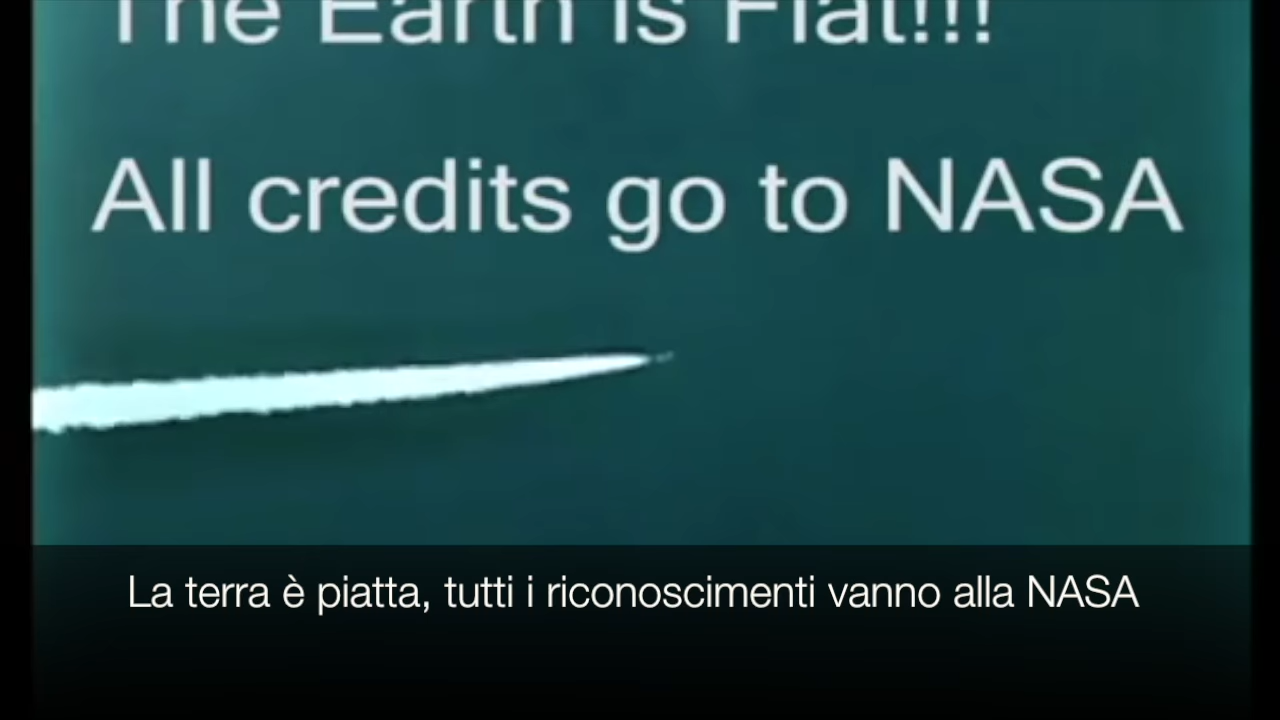 The Earth is Flat!!!
All credits go to NASA
La terra è piatta, tutti i riconoscimenti vanno alla NASA